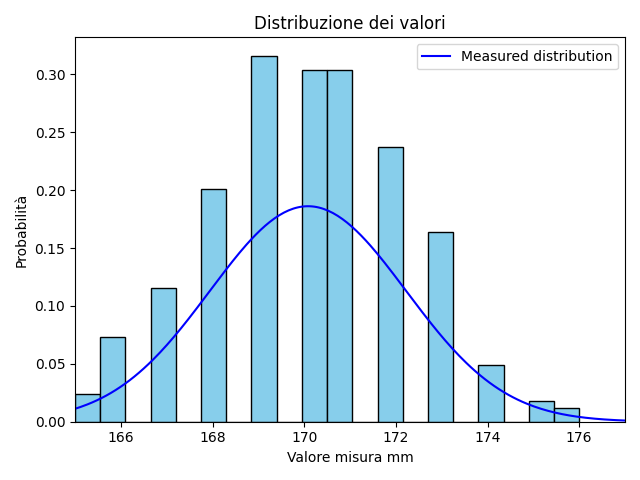 Distribuzione dei valori
Measured distribution
Probabilità
0.30
0.25
0.20
0.15
0.10
0.05
0.00
166 168 170 172 174 176
Valore misura mm